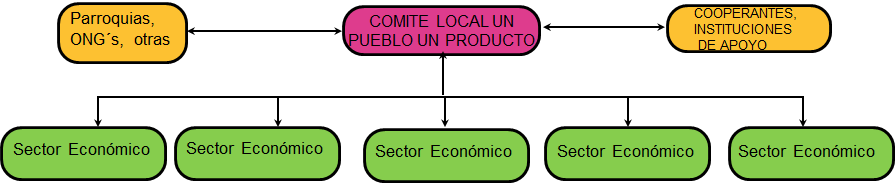 Parroquias,
ONG´s, otras
COMITE LOCAL UN
PUEBLO UN PRODUCTO
COOPERANTES,
INSTITUCIONES
DE APOYO
Sector Económico
Sector Económico
Sector Económico
Sector Económico
Sector Económico